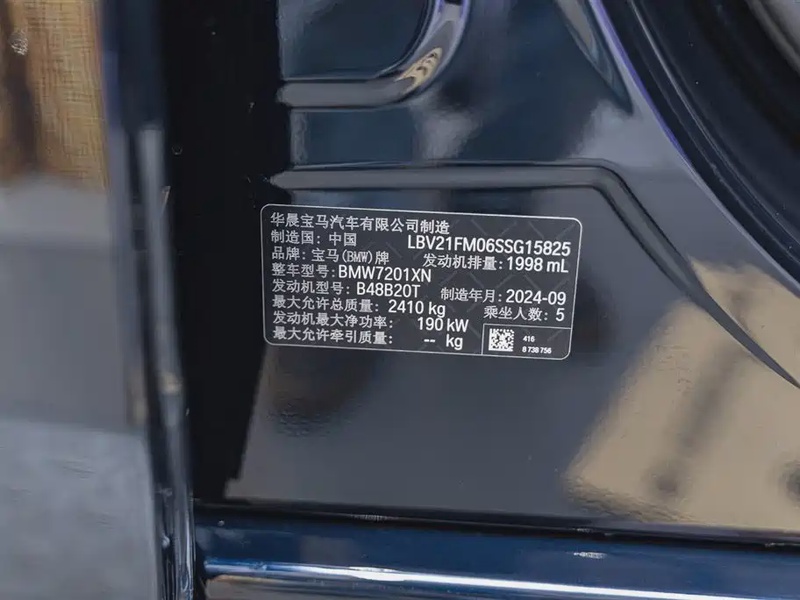 华晨宝马汽车有限公司制造
制造国：中国 LBV21FM06SSG15825
品牌：宝马(BMW)牌 发动机排量：1998 mL
整车型号：BMW7201XN
发动机型号：B48B20T 制造年月：2024-09
最大允许总质量：2410 kg 乘坐人数：5
发动机最大净功率：190 kW
最大允许牵引质量：-- kg
416
8 738 756